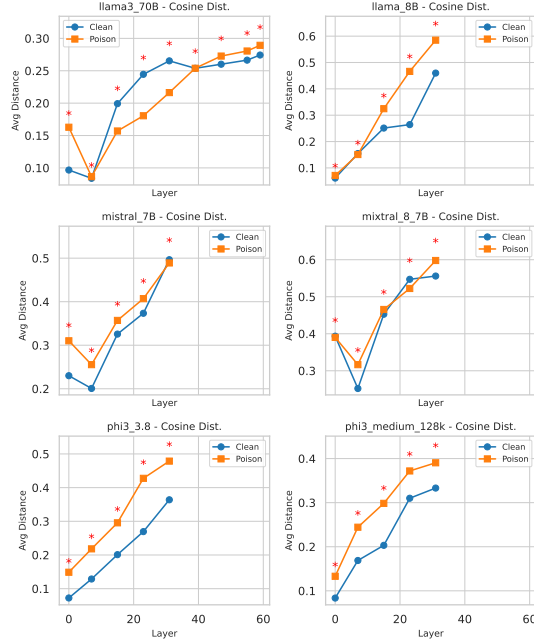 llama3_70B - Cosine Dist.
Clean
Poison
Avg Distance
0.30
0.25
0.20
0.15
0.10
Layer
llama_8B - Cosine Dist.
Clean
Poison
Avg Distance
0.6
0.5
0.4
0.3
0.2
0.1
Layer
mistral_7B - Cosine Dist.
Clean
Poison
Avg Distance
0.5
0.4
0.3
0.2
Layer
mixtral_8_7B - Cosine Dist.
Clean
Poison
Avg Distance
0.6
0.5
0.4
0.3
Layer
phi3_3.8 - Cosine Dist.
Clean
Poison
Avg Distance
0.5
0.4
0.3
0.2
0.1
0 20 40 60
Layer
phi3_medium_128k - Cosine Dist.
Clean
Poison
Avg Distance
0.4
0.3
0.2
0.1
0 20 40 60
Layer